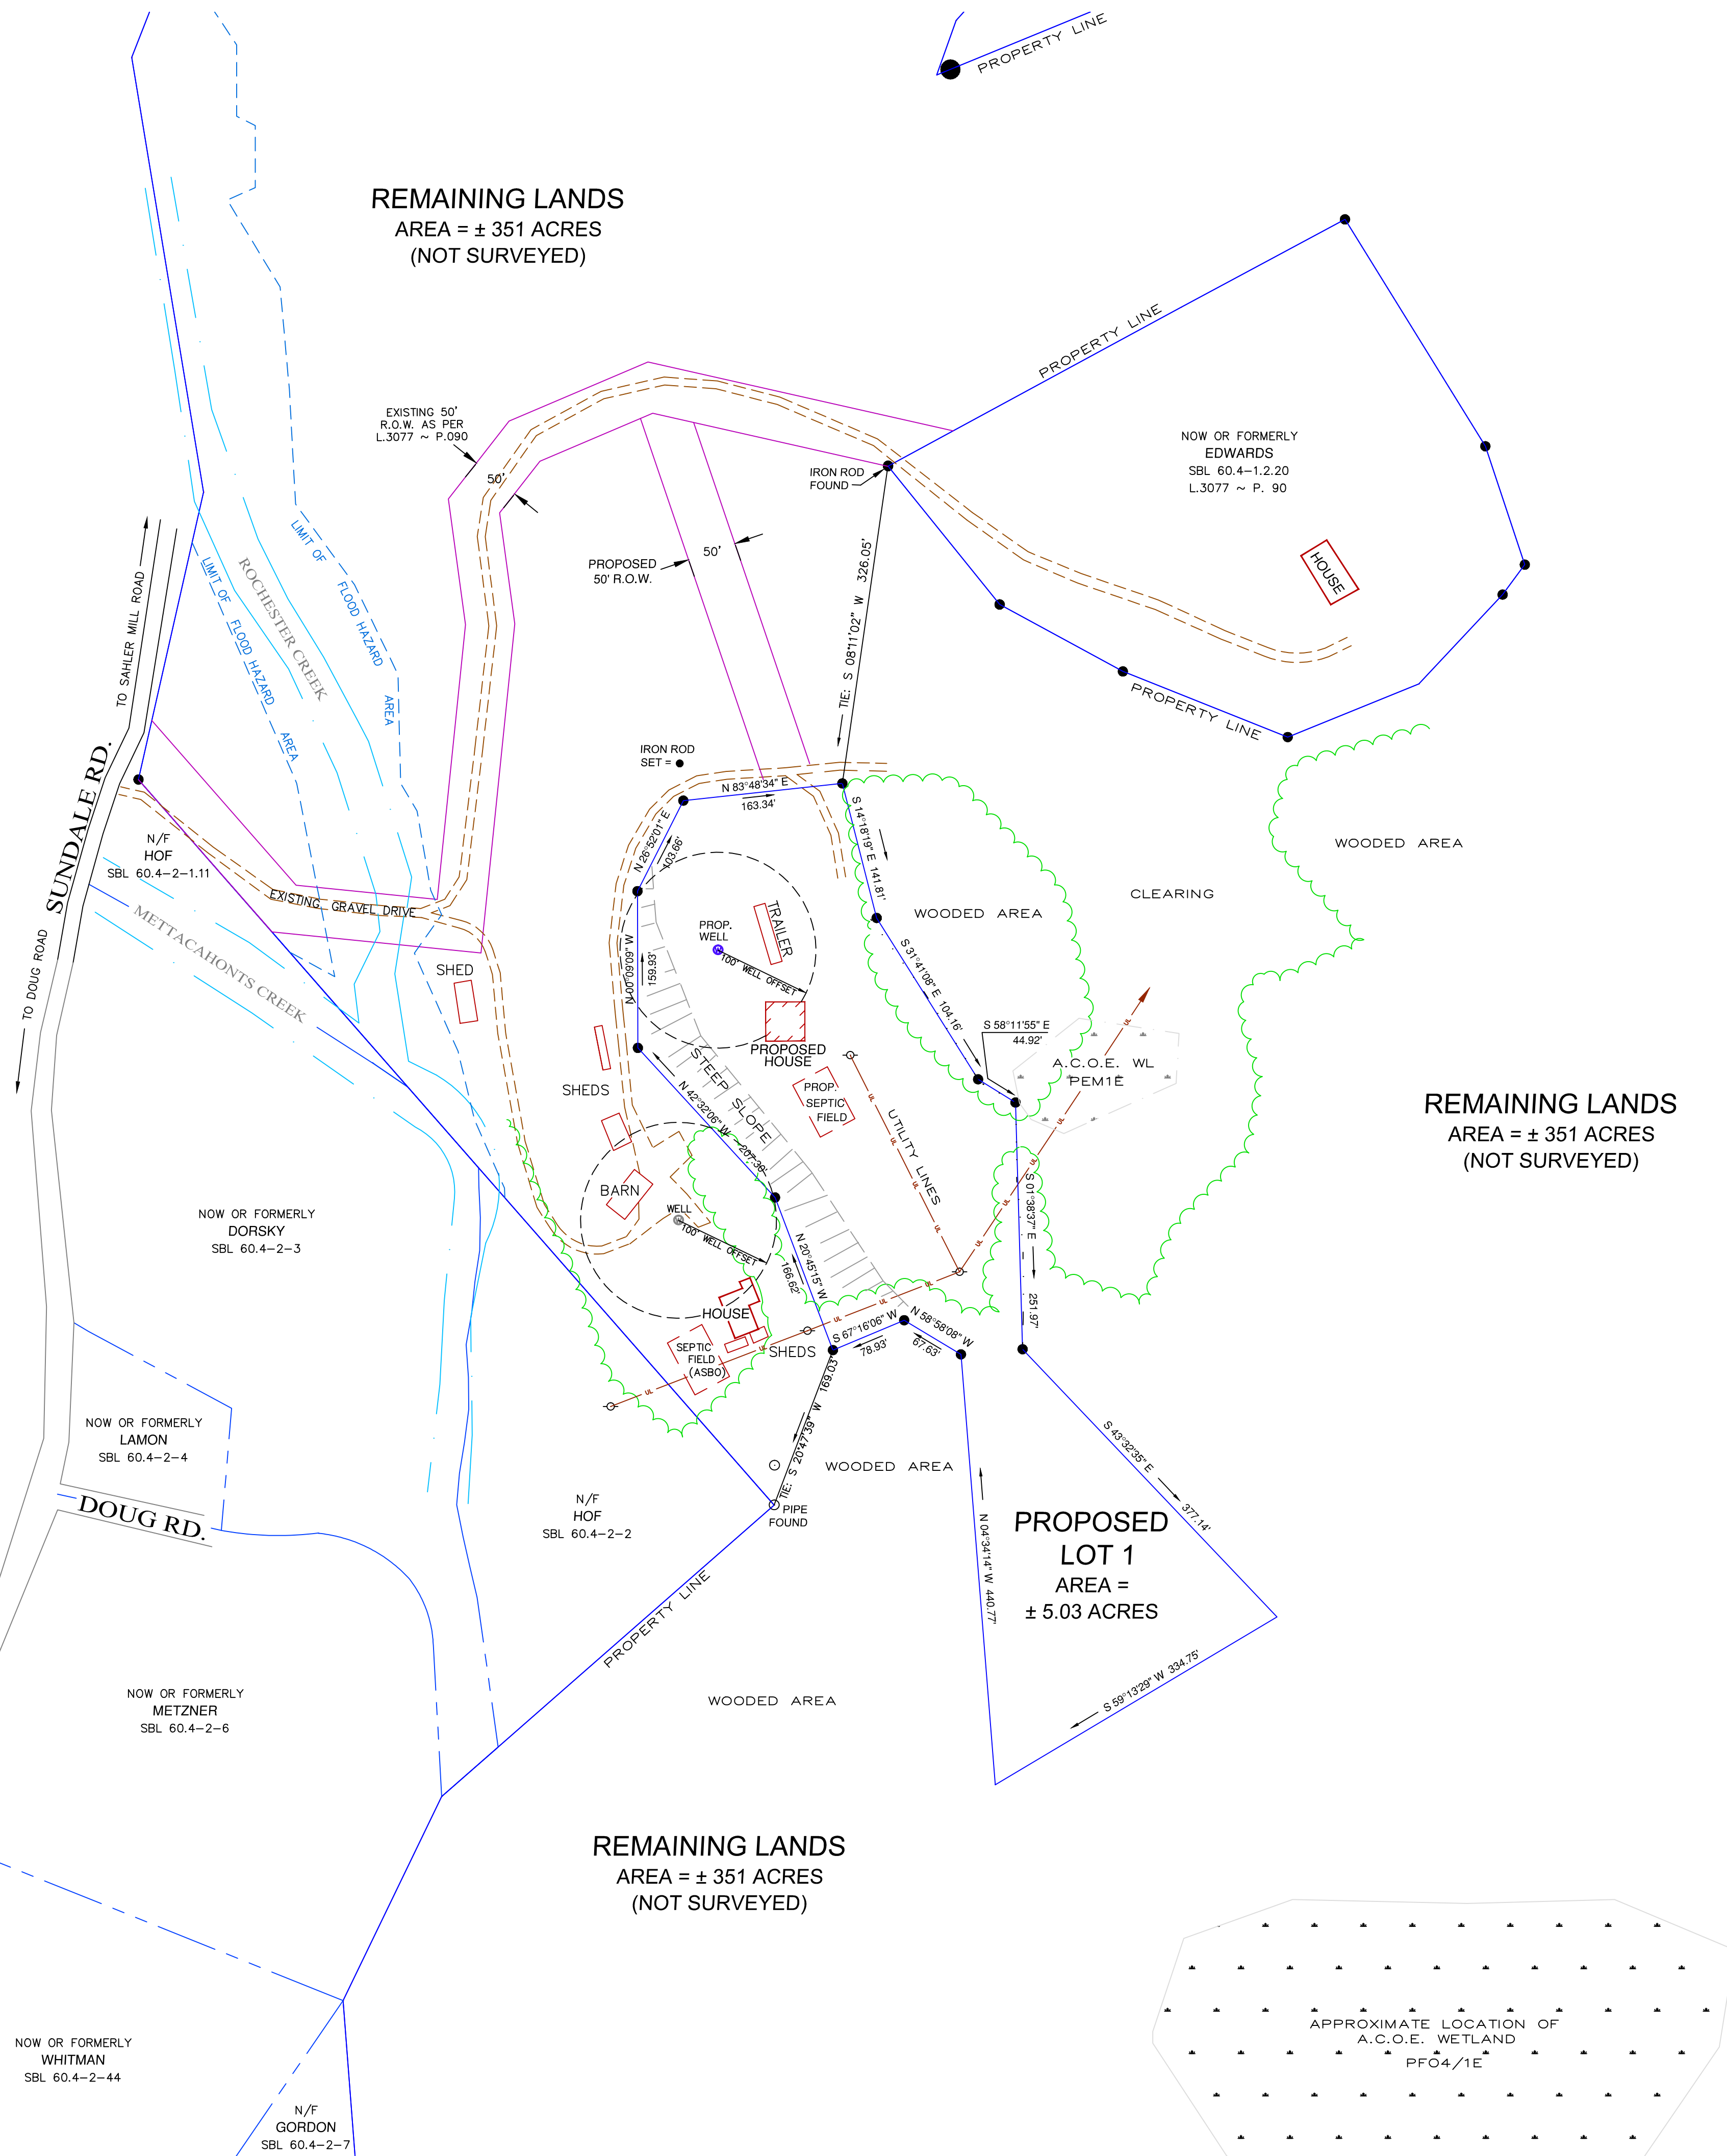 PROPERTY LINE
REMAINING LANDS
AREA = ± 351 ACRES
(NOT SURVEYED)
PROPERTY LINE
EXISTING 50'
R.O.W. AS PER
L.3077 ~ P.090
50'
NOW OR FORMERLY
EDWARDS
SBL 60.4-1.2.20
L.3077 ~ P. 90
IRON ROD
FOUND
HOUSE
LIMIT OF FLOOD HAZARD AREA
LIMIT OF FLOOD HAZARD AREA
ROCHESTER CREEK
PROPOSED
50' R.O.W.
50'
TIE: S 08°11'02" W 326.05'
TO SAHLER MILL ROAD
PROPERTY LINE
IRON ROD
SET =
SUNDALE RD.
N 83°48'34" E
163.34'
N 26°52'01" E
103.66'
S 14°18'19" E 141.81'
N/F
HOF
SBL 60.4-2-1.11
EXISTING GRAVEL DRIVE
METTACAHONTS CREEK
TO DOUG ROAD
WOODED AREA
CLEARING
WOODED AREA
TRAILER
PROP.
WELL
100' WELL OFFSET
N 00°09'09" W
159.93'
S 31°41'08" E 104.16'
SHED
S 58°11'55" E
44.92'
PROPOSED
HOUSE
A.C.O.E. WL
PEM1E
STEEP SLOPE
SHEDS
PROP.
SEPTIC
FIELD
UTILITY LINES
UL
UL
UL
UL
UL
UL
UL
UL
UL
UL
N 42°32'06" W 207.30'
REMAINING LANDS
AREA = ± 351 ACRES
(NOT SURVEYED)
BARN
WELL
100' WELL OFFSET
S 01°38'37" E 251.97'
NOW OR FORMERLY
DORSKY
SBL 60.4-2-3
N 20°45'15" W
166.62'
HOUSE
S 67°16'06" W
78.93'
N 58°58'08" W
67.63'
SEPTIC
FIELD
(ASBO)
SHEDS
NOW OR FORMERLY
LAMON
SBL 60.4-2-4
TIE: S 20°47'39" W 169.03'
S 43°32'35" E 377.14'
WOODED AREA
DOUG RD.
N/F
HOF
SBL 60.4-2-2
PIPE
FOUND
PROPOSED
LOT 1
AREA =
± 5.03 ACRES
N 04°34'14" W 440.77'
PROPERTY LINE
S 59°13'29" W 334.75'
NOW OR FORMERLY
METZNER
SBL 60.4-2-6
WOODED AREA
REMAINING LANDS
AREA = ± 351 ACRES
(NOT SURVEYED)
APPROXIMATE LOCATION OF
A.C.O.E. WETLAND
PFO4/1E
NOW OR FORMERLY
WHITMAN
SBL 60.4-2-44
N/F
GORDON
SBL 60.4-2-7